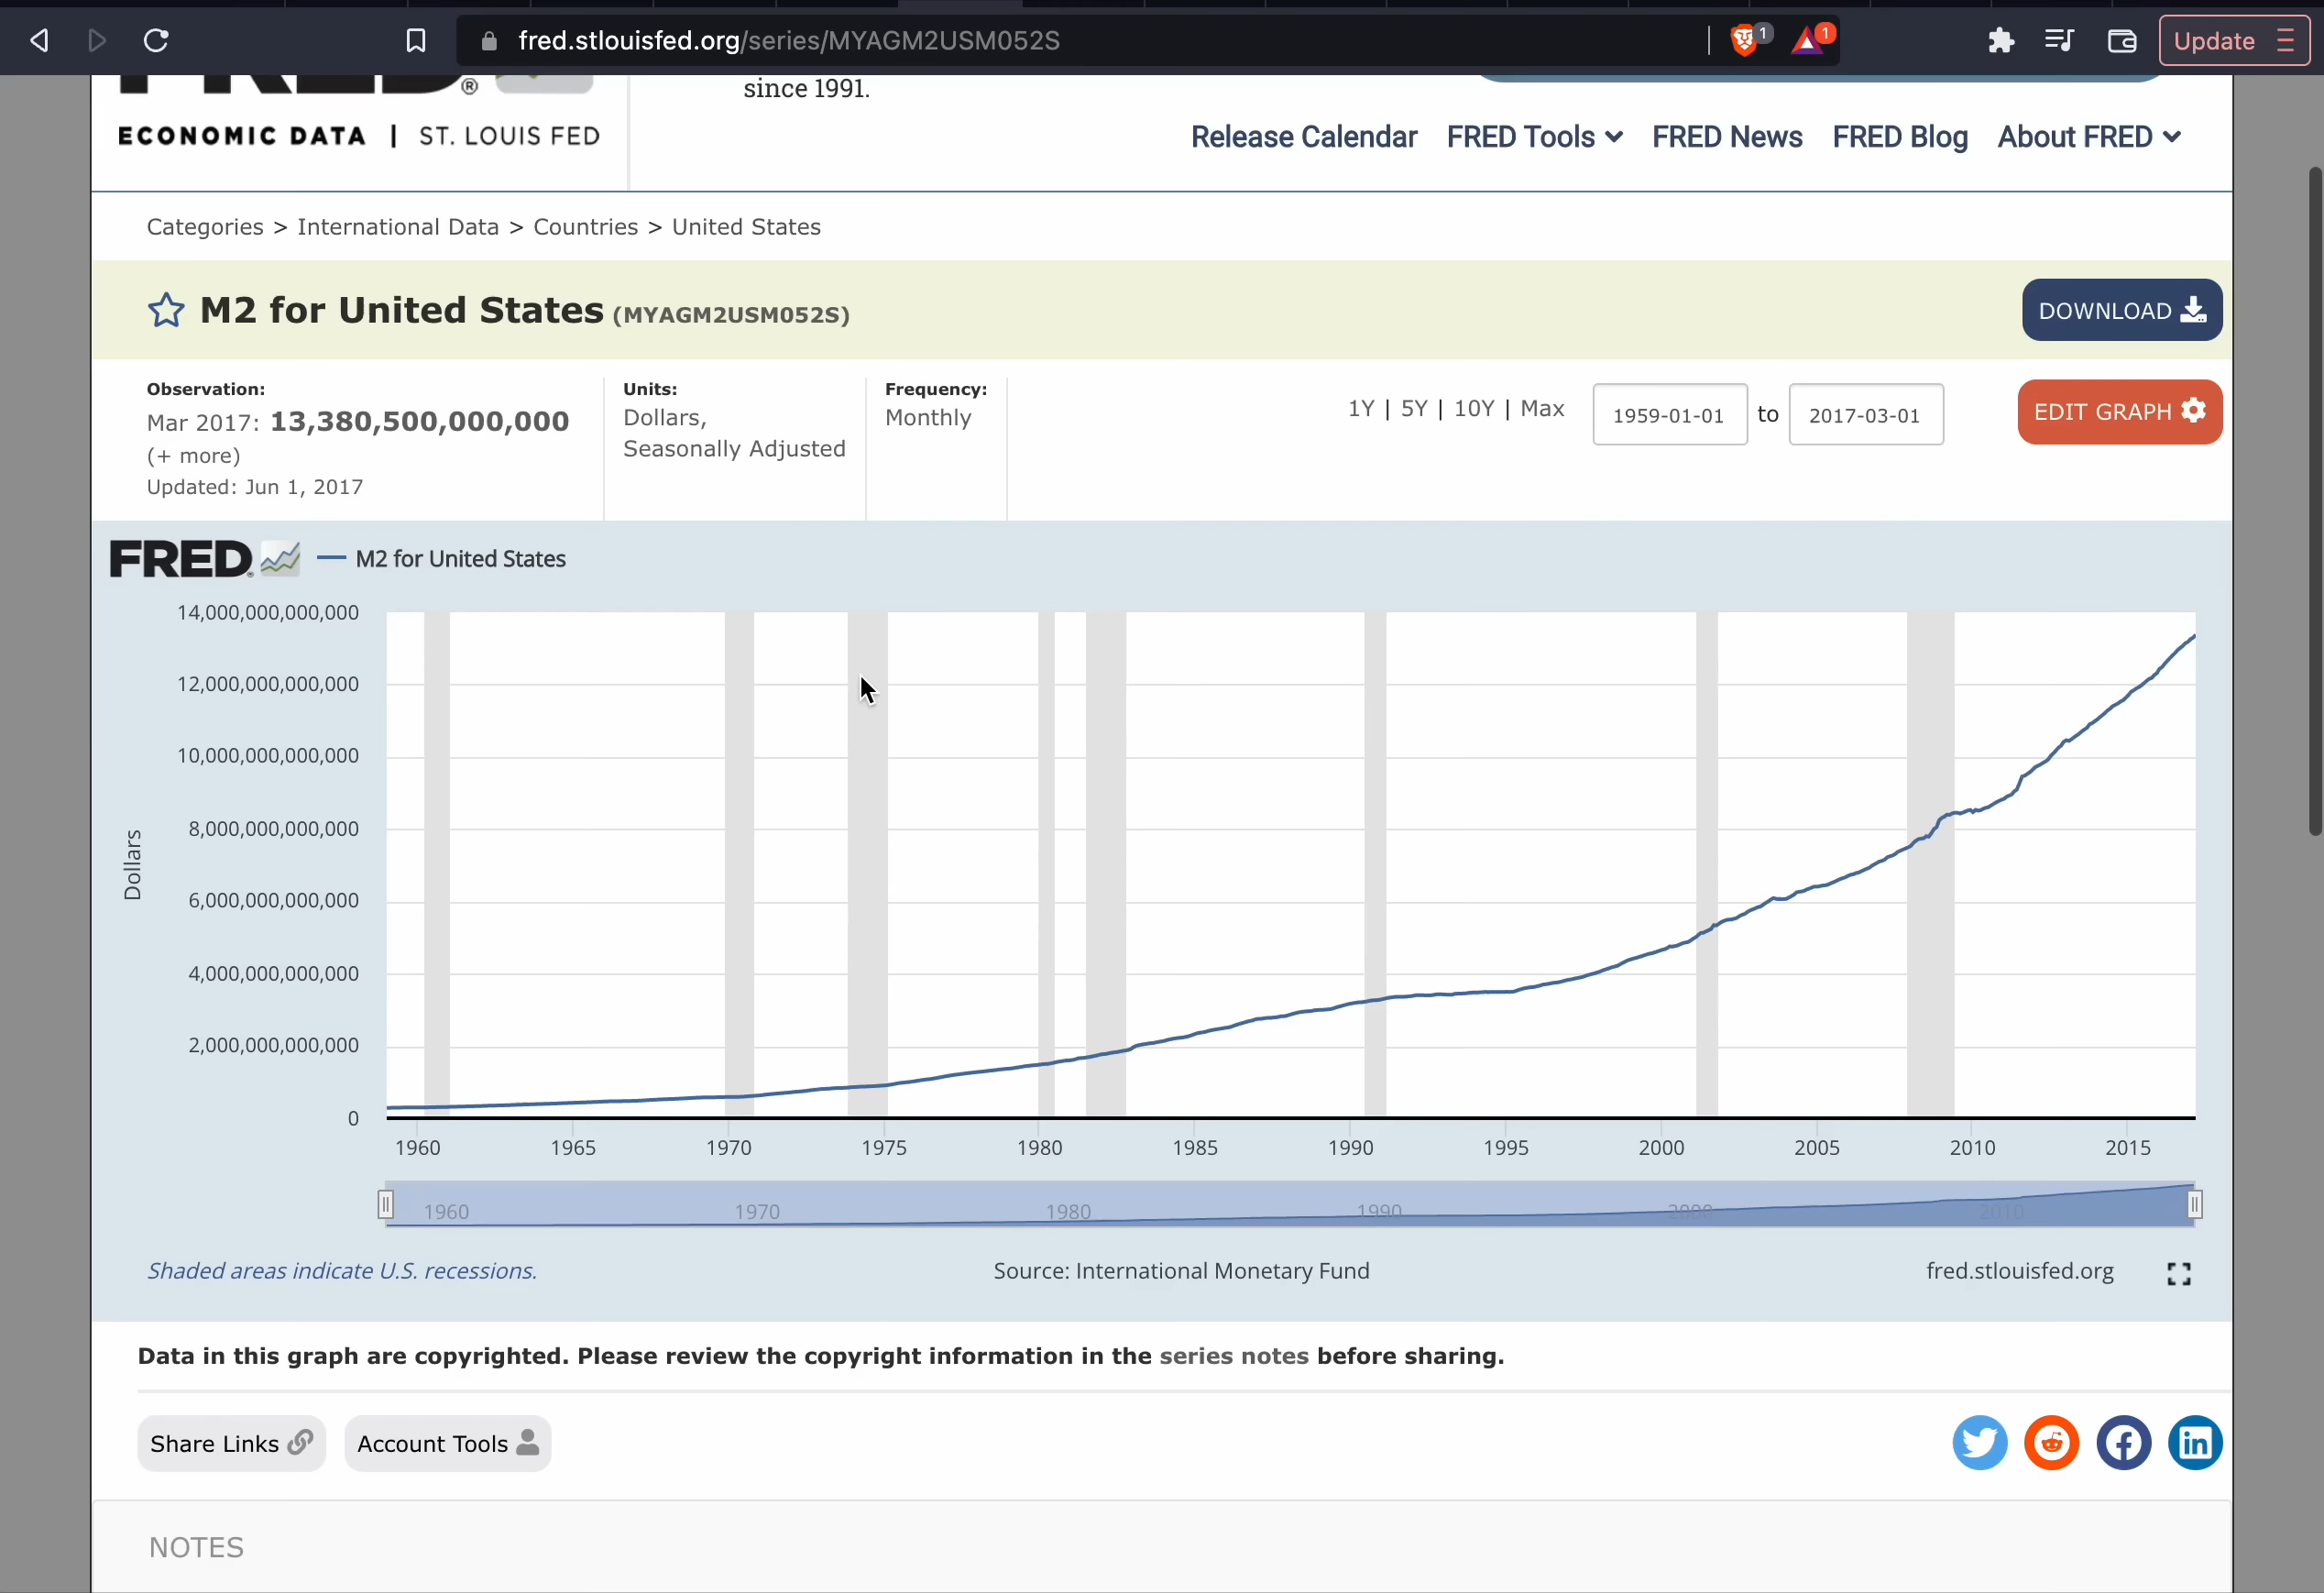 fred.stlouisfed.org/series/MYAGM2USM052S
1
1
Update
®
since 1991.
ECONOMIC DATA | ST. LOUIS FED
Release Calendar FRED Tools FRED News FRED Blog About FRED
Categories > International Data > Countries > United States
M2 for United States (MYAGM2USM052S)
DOWNLOAD
Observation:
Mar 2017: 13,380,500,000,000
(+ more)
Updated: Jun 1, 2017
Units:
Dollars,
Seasonally Adjusted
Frequency:
Monthly
1Y | 5Y | 10Y | Max
1959-01-01 to 2017-03-01
EDIT GRAPH
FRED M2 for United States
14,000,000,000,000
12,000,000,000,000
10,000,000,000,000
8,000,000,000,000
6,000,000,000,000
4,000,000,000,000
2,000,000,000,000
0
Dollars
1960 1965 1970 1975 1980 1985 1990 1995 2000 2005 2010 2015
1960 1970 1980 1990 2000 2010
Shaded areas indicate U.S. recessions.
Source: International Monetary Fund
fred.stlouisfed.org
Data in this graph are copyrighted. Please review the copyright information in the series notes before sharing.
Share Links
Account Tools
NOTES